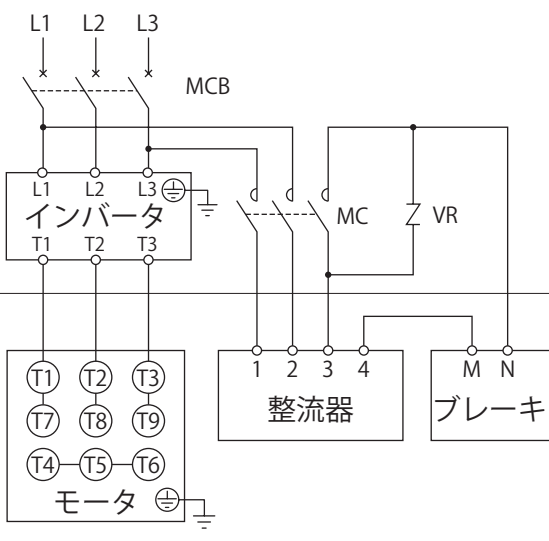 L1 L2 L3
MCB
L1 L2 L3
インバータ
T1 T2 T3
MC
VR
1 2 3 4
整流器
M N
ブレーキ
T1 T2 T3
T7 T8 T9
T4 T5 T6
モータ